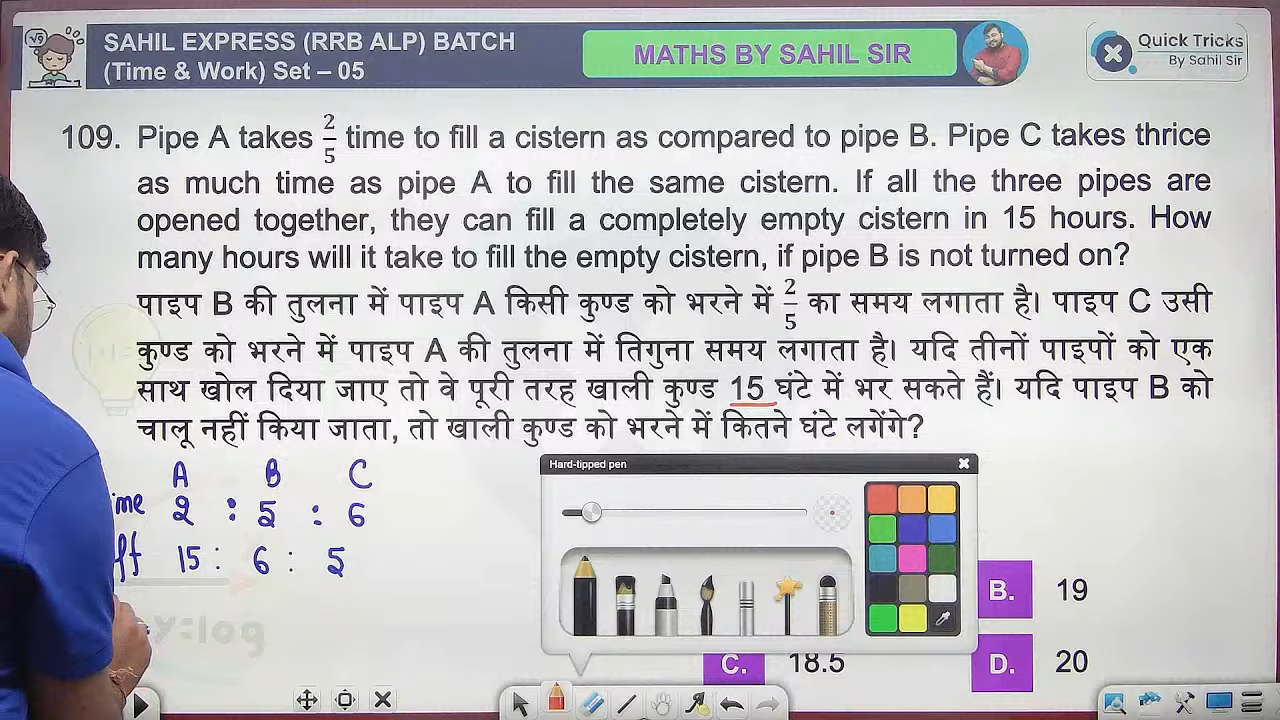 SAHIL EXPRESS (RRB ALP) BATCH
(Time & Work) Set – 05
MATHS BY SAHIL SIR
Quick Tricks
By Sahil Sir
√9
109. Pipe A takes 2/5 time to fill a cistern as compared to pipe B. Pipe C takes thrice
as much time as pipe A to fill the same cistern. If all the three pipes are
opened together, they can fill a completely empty cistern in 15 hours. How
many hours will it take to fill the empty cistern, if pipe B is not turned on?
पाइप B की तुलना में पाइप A किसी कुण्ड को भरने में 2/5 का समय लगाता है। पाइप C उसी
कुण्ड को भरने में पाइप A की तुलना में तिगुना समय लगाता है। यदि तीनों पाइपों को एक
साथ खोल दिया जाए तो वे पूरी तरह खाली कुण्ड 15 घंटे में भर सकते हैं। यदि पाइप B को
चालू नहीं किया जाता, तो खाली कुण्ड को भरने में कितने घंटे लगेंगे?
A B C
ime 2 : 5 : 6
ff 15 : 6 : 5
y=log
Hard-tipped pen
B. 19
C. 18.5
D. 20